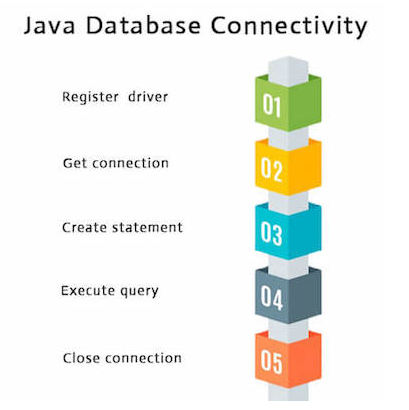 Java Database Connectivity
Register driver 01
Get connection 02
Create statement 03
Execute query 04
Close connection 05